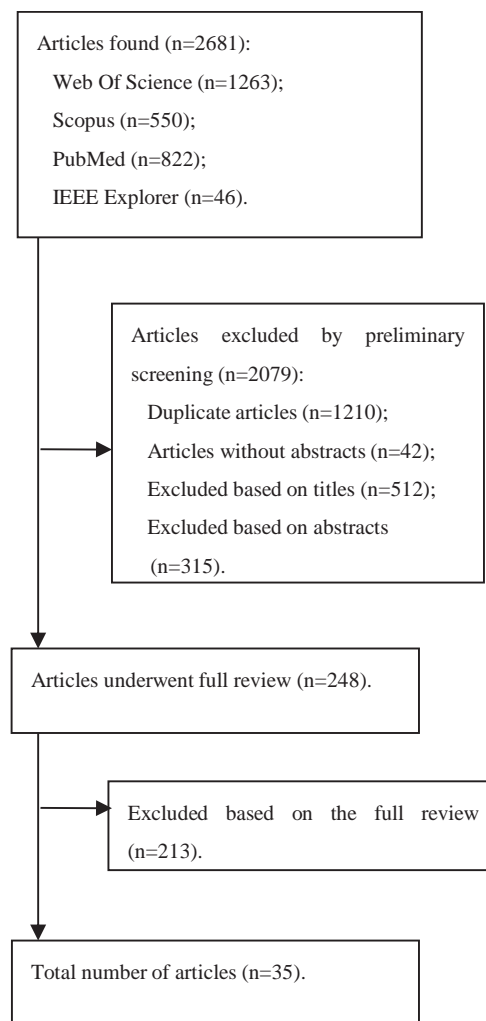 Articles found (n=2681):
Web Of Science (n=1263);
Scopus (n=550);
PubMed (n=822);
IEEE Explorer (n=46).
Articles excluded by preliminary
screening (n=2079):
Duplicate articles (n=1210);
Articles without abstracts (n=42);
Excluded based on titles (n=512);
Excluded based on abstracts
(n=315).
Articles underwent full review (n=248).
Excluded based on the full review
(n=213).
Total number of articles (n=35).